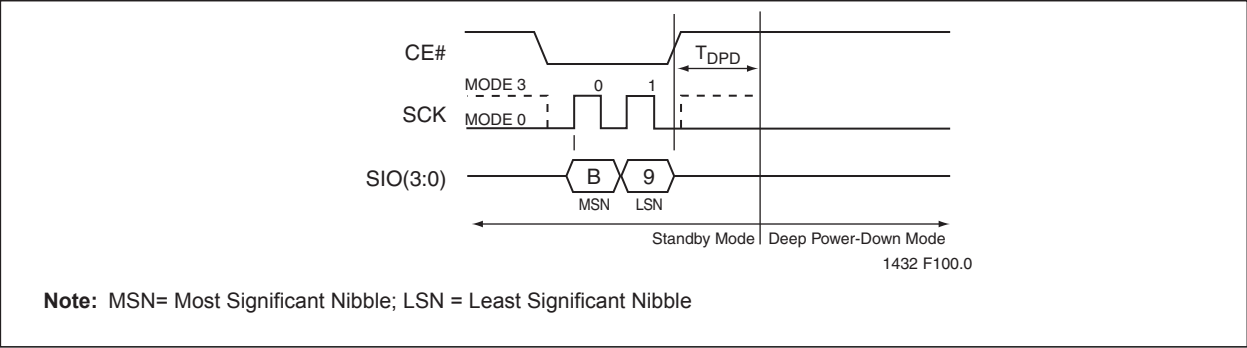 CE#
T_DPD
MODE 3
0 1
SCK
MODE 0
SIO(3:0)
B 9
MSN LSN
Standby Mode Deep Power-Down Mode
1432 F100.0
Note: MSN= Most Significant Nibble; LSN = Least Significant Nibble